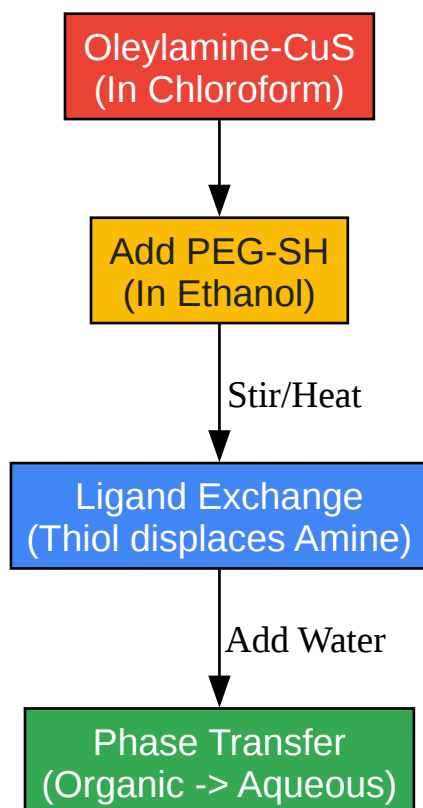 Oleylamine-CuS
(In Chloroform)
Add PEG-SH
(In Ethanol)
Stir/Heat
Ligand Exchange
(Thiol displaces Amine)
Add Water
Phase Transfer
(Organic -> Aqueous)